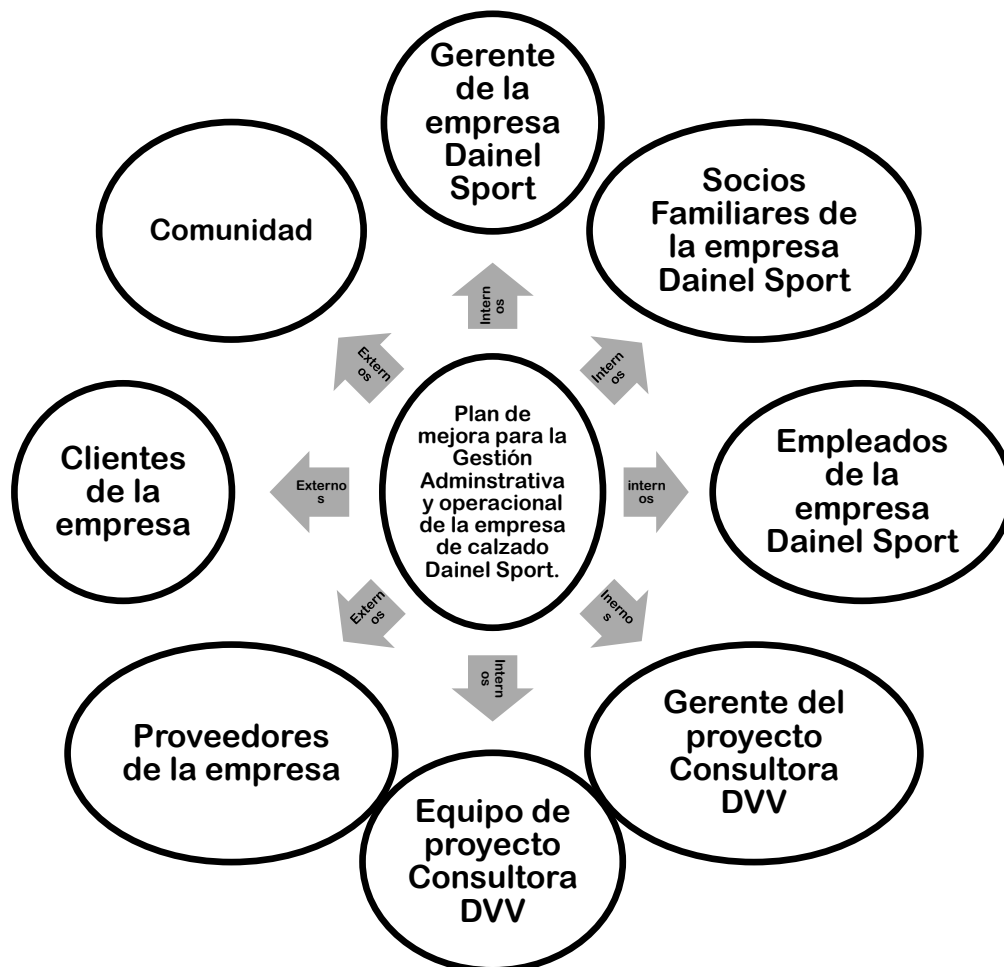 Gerente
de la
empresa
Dainel
Sport
Socios
Familiares de
la empresa
Dainel Sport
Comunidad
Intern
os
Extern
os
Intern
os
Plan de
mejora para la
Gestión
Adminstrativa
y operacional
de la empresa
de calzado
Dainel Sport.
Clientes
de la
empresa
Externo
s
intern
os
Empleados
de la
empresa
Dainel Sport
Extern
os
Intern
os
Inerno
s
Proveedores
de la empresa
Equipo de
proyecto
Consultora
DVV
Gerente del
proyecto
Consultora
DVV